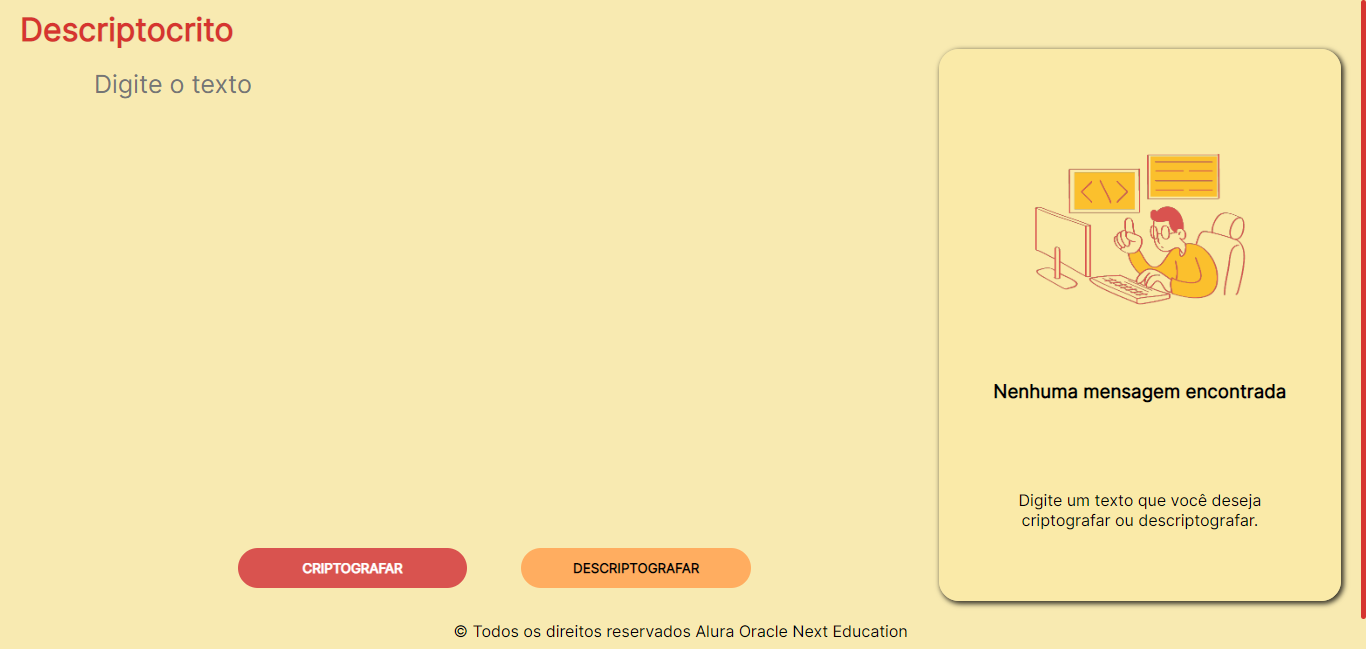 Descriptocrito
Digite o texto
</>
Nenhuma mensagem encontrada
Digite um texto que você deseja
criptografar ou descriptografar.
CRIPTOGRAFAR
DESCRIPTOGRAFAR
© Todos os direitos reservados Alura Oracle Next Education